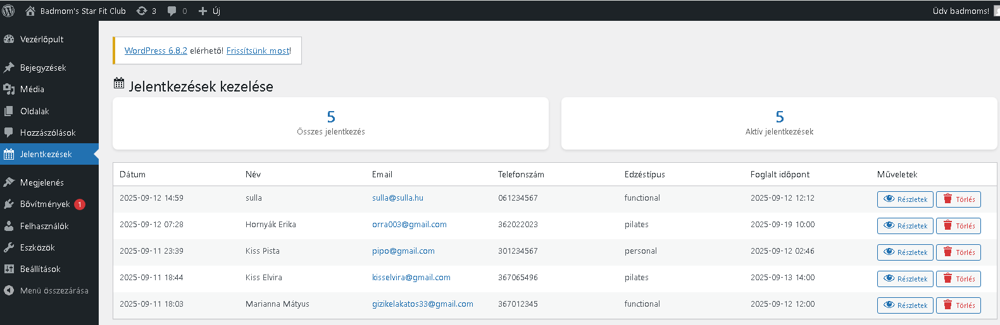 Badmom's Star Fit Club 3 0 Új Üdv badmoms!
Vezérlőpult
Bejegyzések
Média
Oldalak
Hozzászólások
Jelentkezések
Megjelenés
Bővítmények 1
Felhasználók
Eszközök
Beállítások
Menü összezárása
WordPress 6.8.2 elérhető! Frissítsünk most!
Jelentkezések kezelése
5
Összes jelentkezés
5
Aktív jelentkezések
Dátum Név Email Telefonszám Edzéstípus Foglalt időpont Műveletek
2025-09-12 14:59 sulla sulla@sulla.hu 061234567 functional 2025-09-12 12:12 Részletek Törlés
2025-09-12 07:28 Hornyák Erika orra003@gmail.com 362022023 pilates 2025-09-19 10:00 Részletek Törlés
2025-09-11 23:39 Kiss Pista pipo@gmail.com 301234567 personal 2025-09-12 02:46 Részletek Törlés
2025-09-11 18:44 Kiss Elvira kisselvira@gmail.com 367065496 pilates 2025-09-13 14:00 Részletek Törlés
2025-09-11 18:03 Marianna Mátyus gizikelakatos33@gmail.com 367012345 functional 2025-09-12 12:00 Részletek Törlés